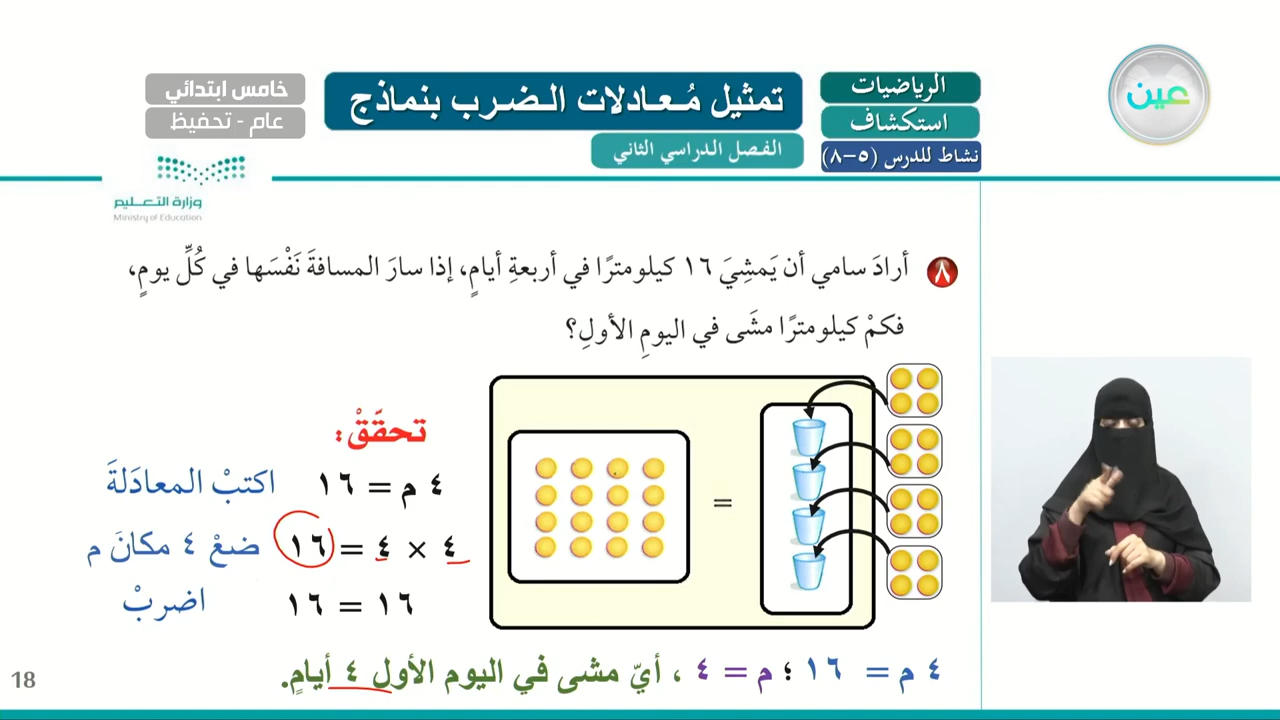 عين
الرياضيات
استكشاف
نشاط للدرس (٥-٨)
تمثيل مُعادلات الضرب بنماذج
الفصل الدراسي الثاني
خامس ابتدائي
عام - تحفيظ
وزارة التعليم
Ministry of Education
٨ أرادَ سامي أن يَمشِيَ ١٦ كيلومترًا في أربعةِ أيامٍ، إذا سارَ المسافةَ نَفْسَها في كُلِّ يومٍ،
فكمْ كيلومترًا مشَى في اليومِ الأولِ؟
=
تحقّقْ:
٤ م = ١٦ اكتبْ المعادَلةَ
٤ × ٤ = ١٦ ضعْ ٤ مكانَ م
١٦ = ١٦ اضربْ
٤ م = ١٦ ؛ م = ٤ ، أيّ مشى في اليوم الأول ٤ أيامٍ.
18